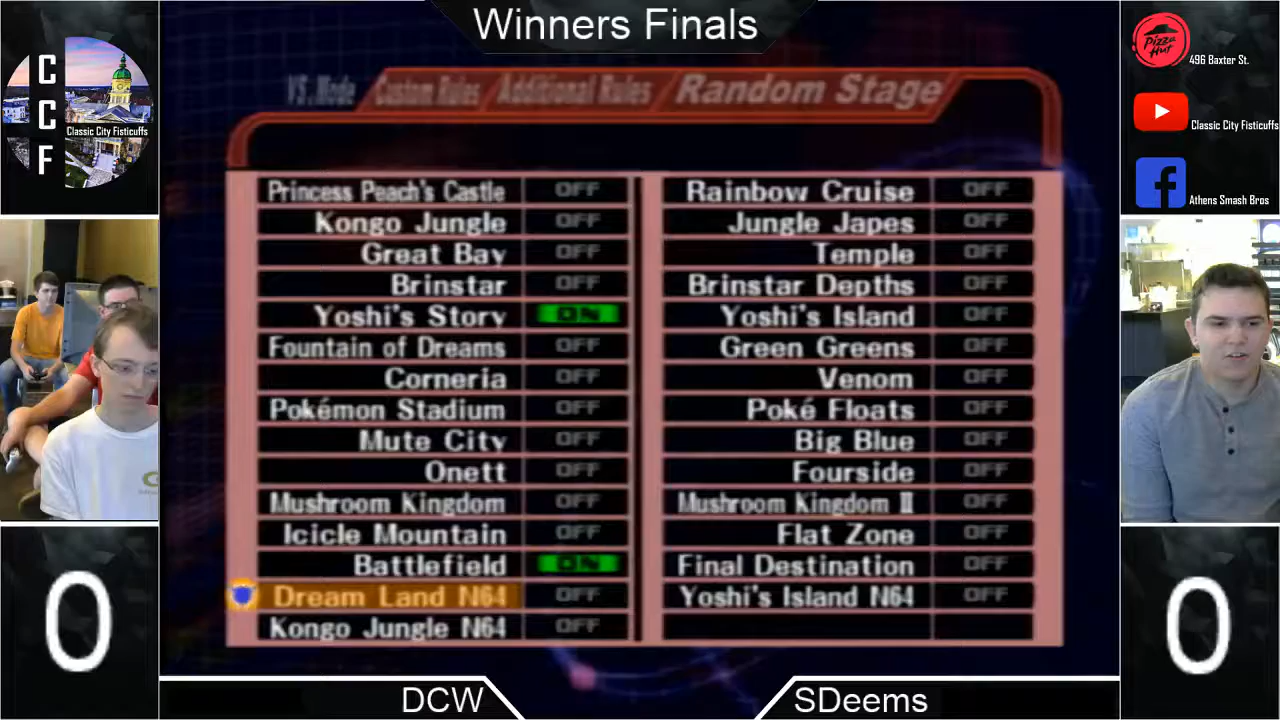 Winners Finals
C
C
F
Classic City Fisticuffs
Pizza Hut
496 Baxter St.
Classic City Fisticuffs
Athens Smash Bros
VS. Mode Custom Rules Additional Rules Random Stage
Princess Peach's Castle OFF Rainbow Cruise OFF
Kongo Jungle OFF Jungle Japes OFF
Great Bay OFF Temple OFF
Brinstar OFF Brinstar Depths OFF
Yoshi's Story ON Yoshi's Island OFF
Fountain of Dreams OFF Green Greens OFF
Corneria OFF Venom OFF
Pokémon Stadium OFF Poké Floats OFF
Mute City OFF Big Blue OFF
Onett OFF Fourside OFF
Mushroom Kingdom OFF Mushroom Kingdom II OFF
Icicle Mountain OFF Flat Zone OFF
Battlefield ON Final Destination OFF
Dream Land N64 OFF Yoshi's Island N64 OFF
Kongo Jungle N64 OFF
0
0
DCW
SDeems